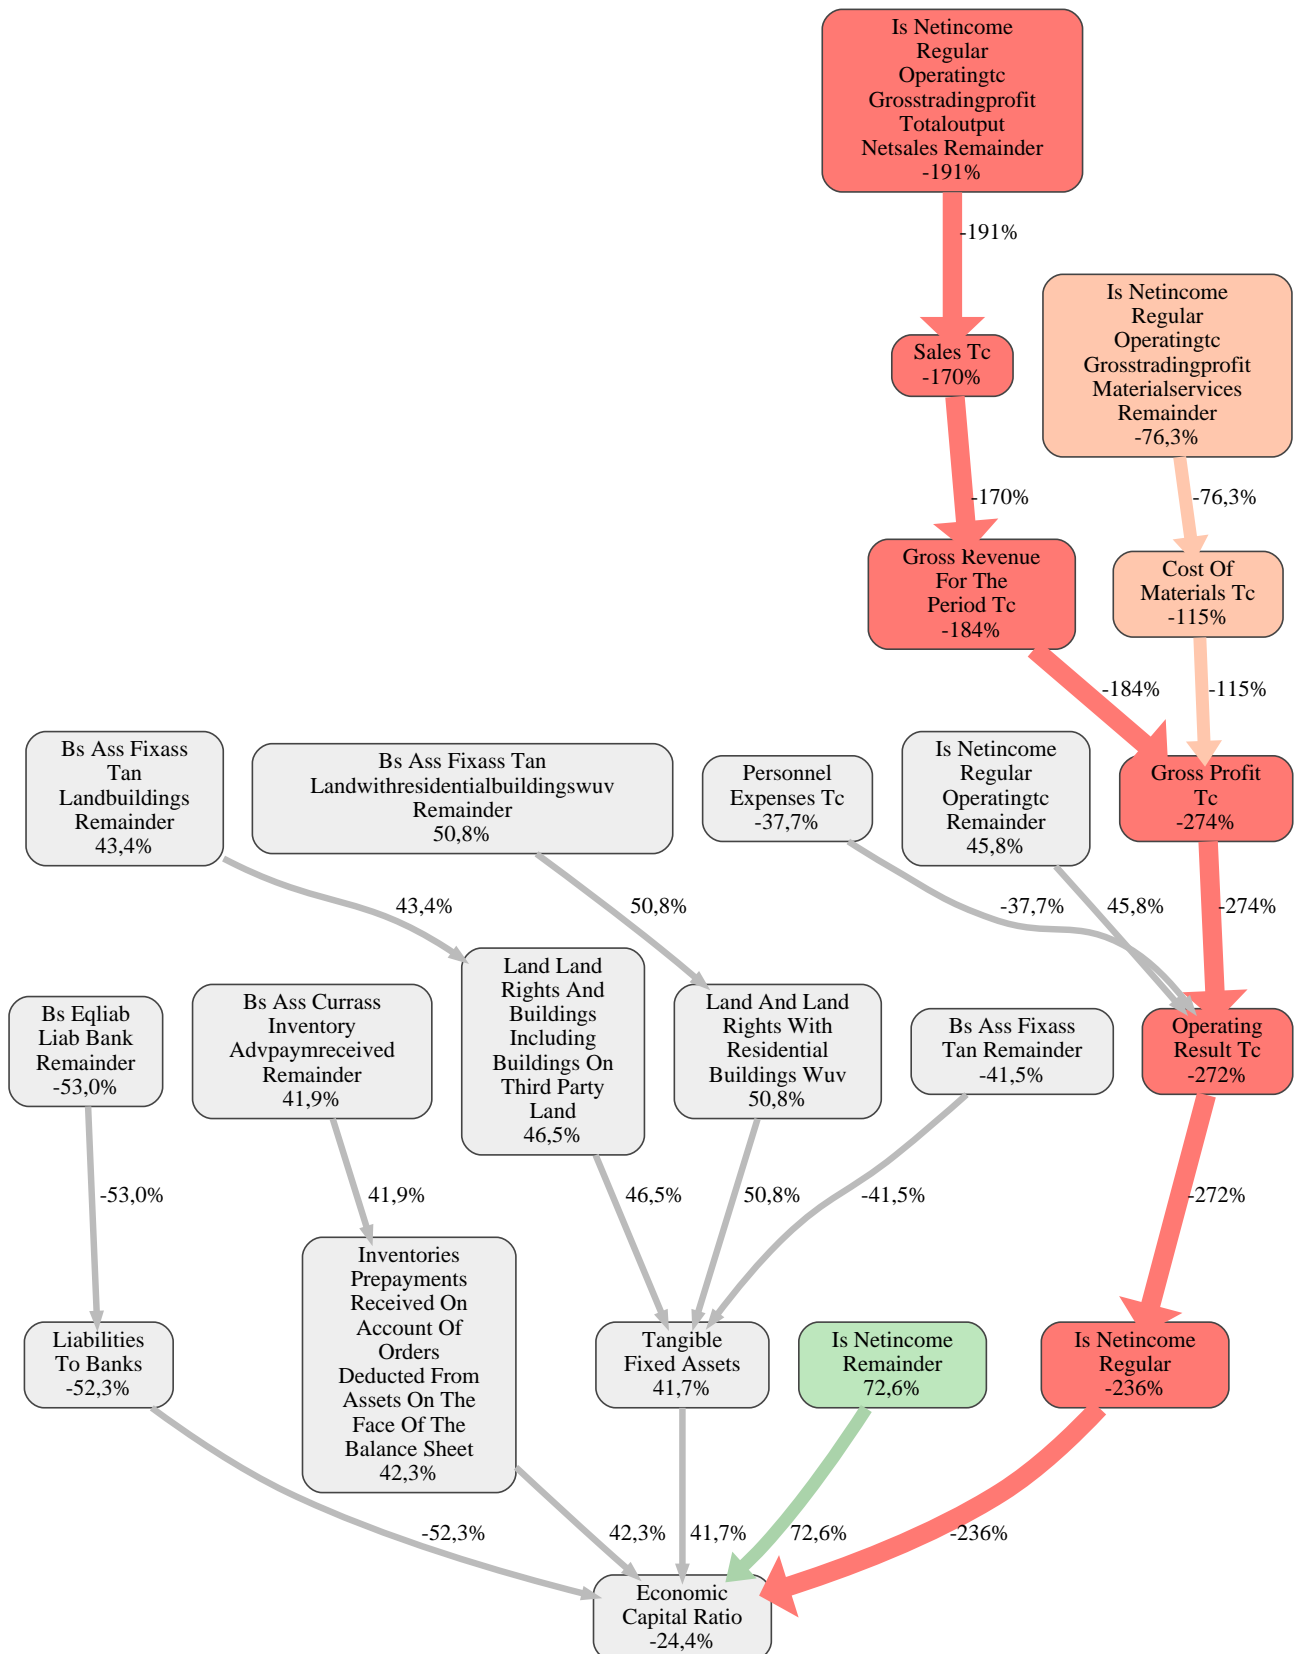 Is Netincome
Regular
Operatingtc
Grosstradingprofit
Totaloutput
Netsales Remainder
-191%
-191%
Is Netincome
Regular
Operatingtc
Grosstradingprofit
Materialservices
Remainder
-76,3%
Sales Tc
-170%
-170%
-76,3%
Gross Revenue
For The
Period Tc
-184%
Cost Of
Materials Tc
-115%
-184%
-115%
Bs Ass Fixass
Tan
Landbuildings
Remainder
43,4%
Bs Ass Fixass Tan
Landwithresidentialbuildingswuv
Remainder
50,8%
Personnel
Expenses Tc
-37,7%
Is Netincome
Regular
Operatingtc
Remainder
45,8%
Gross Profit
Tc
-274%
43,4%
50,8%
-37,7%
45,8%
-274%
Bs Eqliab
Liab Bank
Remainder
-53,0%
Bs Ass Currass
Inventory
Advpaymreceived
Remainder
41,9%
Land Land
Rights And
Buildings
Including
Buildings On
Third Party
Land
46,5%
Land And Land
Rights With
Residential
Buildings Wuv
50,8%
Bs Ass Fixass
Tan Remainder
-41,5%
Operating
Result Tc
-272%
-53,0%
41,9%
46,5%
50,8%
-41,5%
-272%
Liabilities
To Banks
-52,3%
Inventories
Prepayments
Received On
Account Of
Orders
Deducted From
Assets On The
Face Of The
Balance Sheet
42,3%
Tangible
Fixed Assets
41,7%
Is Netincome
Remainder
72,6%
Is Netincome
Regular
-236%
-52,3%
42,3%
41,7%
72,6%
-236%
Economic
Capital Ratio
-24,4%